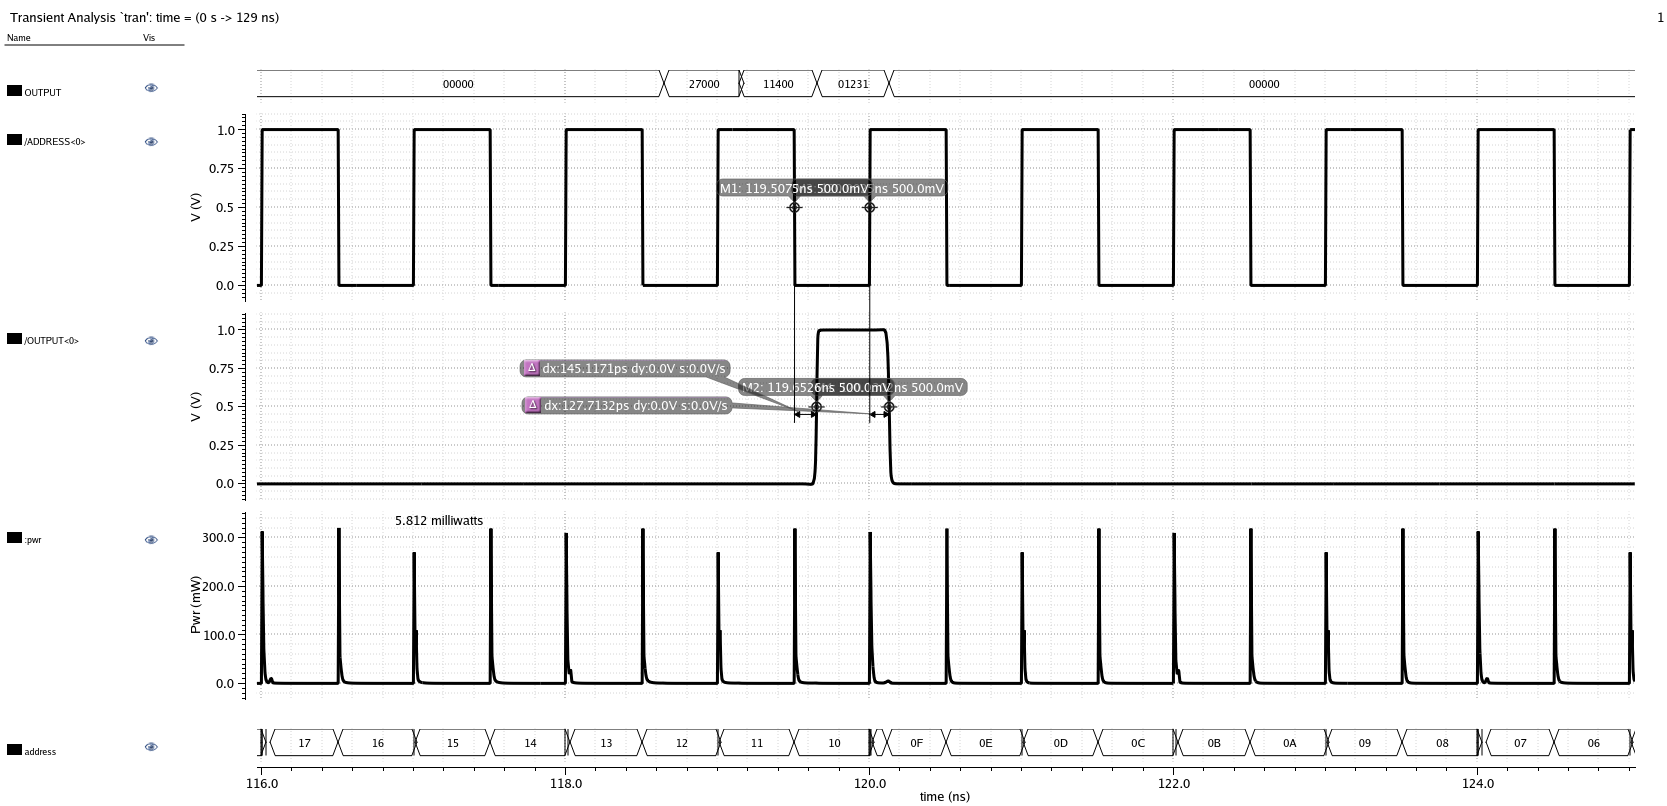 Transient Analysis `tran': time = (0 s -> 129 ns)
1
Name Vis
OUTPUT
00000 27000 11400 01231 00000
/ADDRESS<0>
V (V)
1.0
0.75
0.5
0.25
0.0
M1: 119.5075ns 500.0mV ns 500.0mV
/OUTPUT<0>
V (V)
1.0
0.75
0.5
0.25
0.0
Δ dx:145.1171ps dy:0.0V s:0.0V/s
M2: 119.6526ns 500.0mV ns 500.0mV
Δ dx:127.7132ps dy:0.0V s:0.0V/s
:pwr
Pwr (mW)
5.812 milliwatts
300.0
200.0
100.0
0.0
address
17 16 15 14 13 12 11 10 0F 0E 0D 0C 0B 0A 09 08 07 06
116.0 118.0 120.0 122.0 124.0
time (ns)